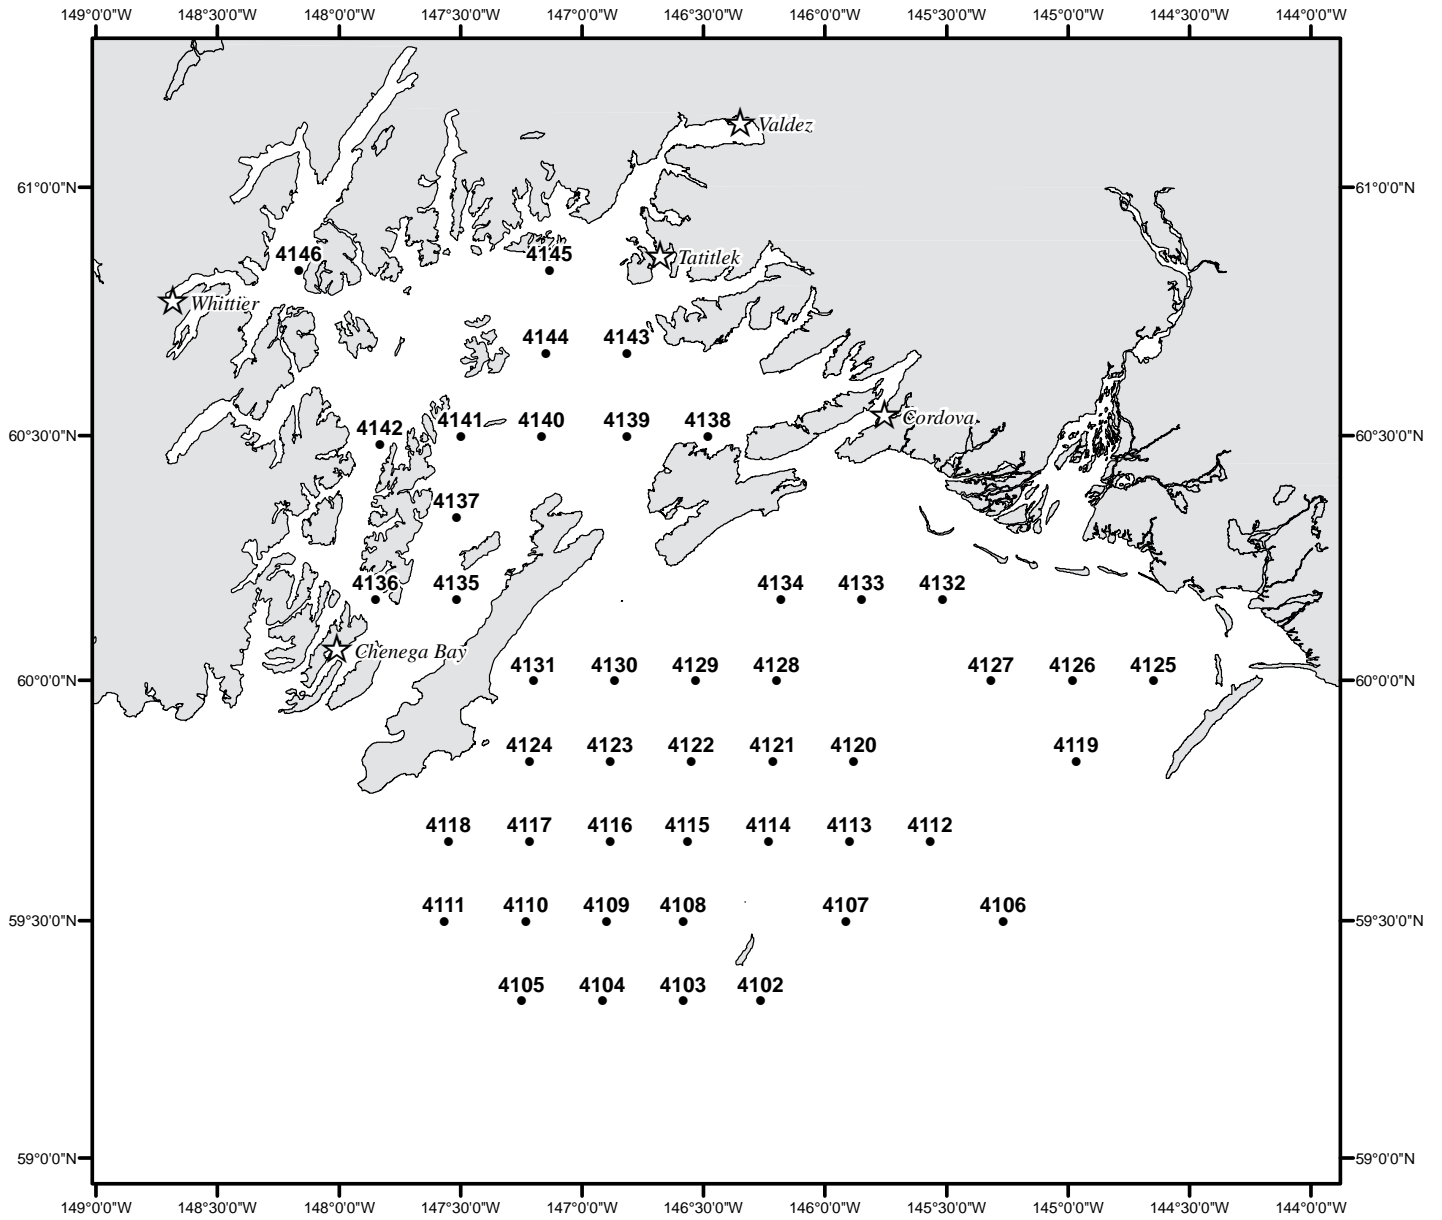 149°0'0"W 148°30'0"W 148°0'0"W 147°30'0"W 147°0'0"W 146°30'0"W 146°0'0"W 145°30'0"W 145°0'0"W 144°30'0"W 144°0'0"W
Valdez
61°0'0"N 61°0'0"N
4146 4145 Tatitlek
Whittier
4144 4143
4142 4141 4140 4139 4138 Cordova
60°30'0"N 60°30'0"N
4137
4136 4135 4134 4133 4132
Chenega Bay
4131 4130 4129 4128 4127 4126 4125
60°0'0"N 60°0'0"N
4124 4123 4122 4121 4120 4119
4118 4117 4116 4115 4114 4113 4112
4111 4110 4109 4108 4107 4106
59°30'0"N 59°30'0"N
4105 4104 4103 4102
59°0'0"N 59°0'0"N
149°0'0"W 148°30'0"W 148°0'0"W 147°30'0"W 147°0'0"W 146°30'0"W 146°0'0"W 145°30'0"W 145°0'0"W 144°30'0"W 144°0'0"W